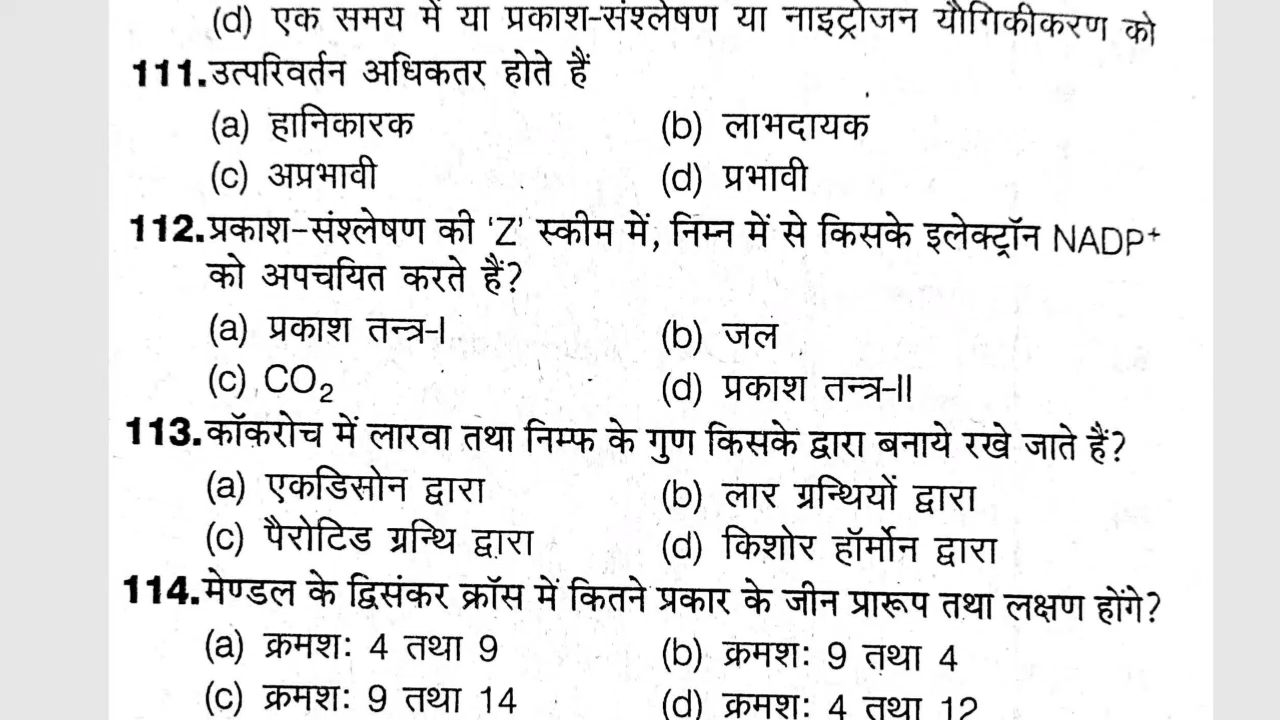 (d) एक समय में या प्रकाश-संश्लेषण या नाइट्रोजन यौगिकीकरण को
111. उत्परिवर्तन अधिकतर होते हैं
(a) हानिकारक (b) लाभदायक
(c) अप्रभावी (d) प्रभावी
112. प्रकाश-संश्लेषण की 'Z' स्कीम में, निम्न में से किसके इलेक्ट्रॉन NADP⁺
को अपचयित करते हैं?
(a) प्रकाश तन्त्र-I (b) जल
(c) CO₂ (d) प्रकाश तन्त्र-II
113. कॉकरोच में लारवा तथा निम्फ के गुण किसके द्वारा बनाये रखे जाते हैं?
(a) एकडिसोन द्वारा (b) लार ग्रन्थियों द्वारा
(c) पैरोटिड ग्रन्थि द्वारा (d) किशोर हॉर्मोन द्वारा
114. मेण्डल के द्विसंकर क्रॉस में कितने प्रकार के जीन प्रारूप तथा लक्षण होंगे?
(a) क्रमशः 4 तथा 9 (b) क्रमशः 9 तथा 4
(c) क्रमशः 9 तथा 14 (d) क्रमशः 4 तथा 12